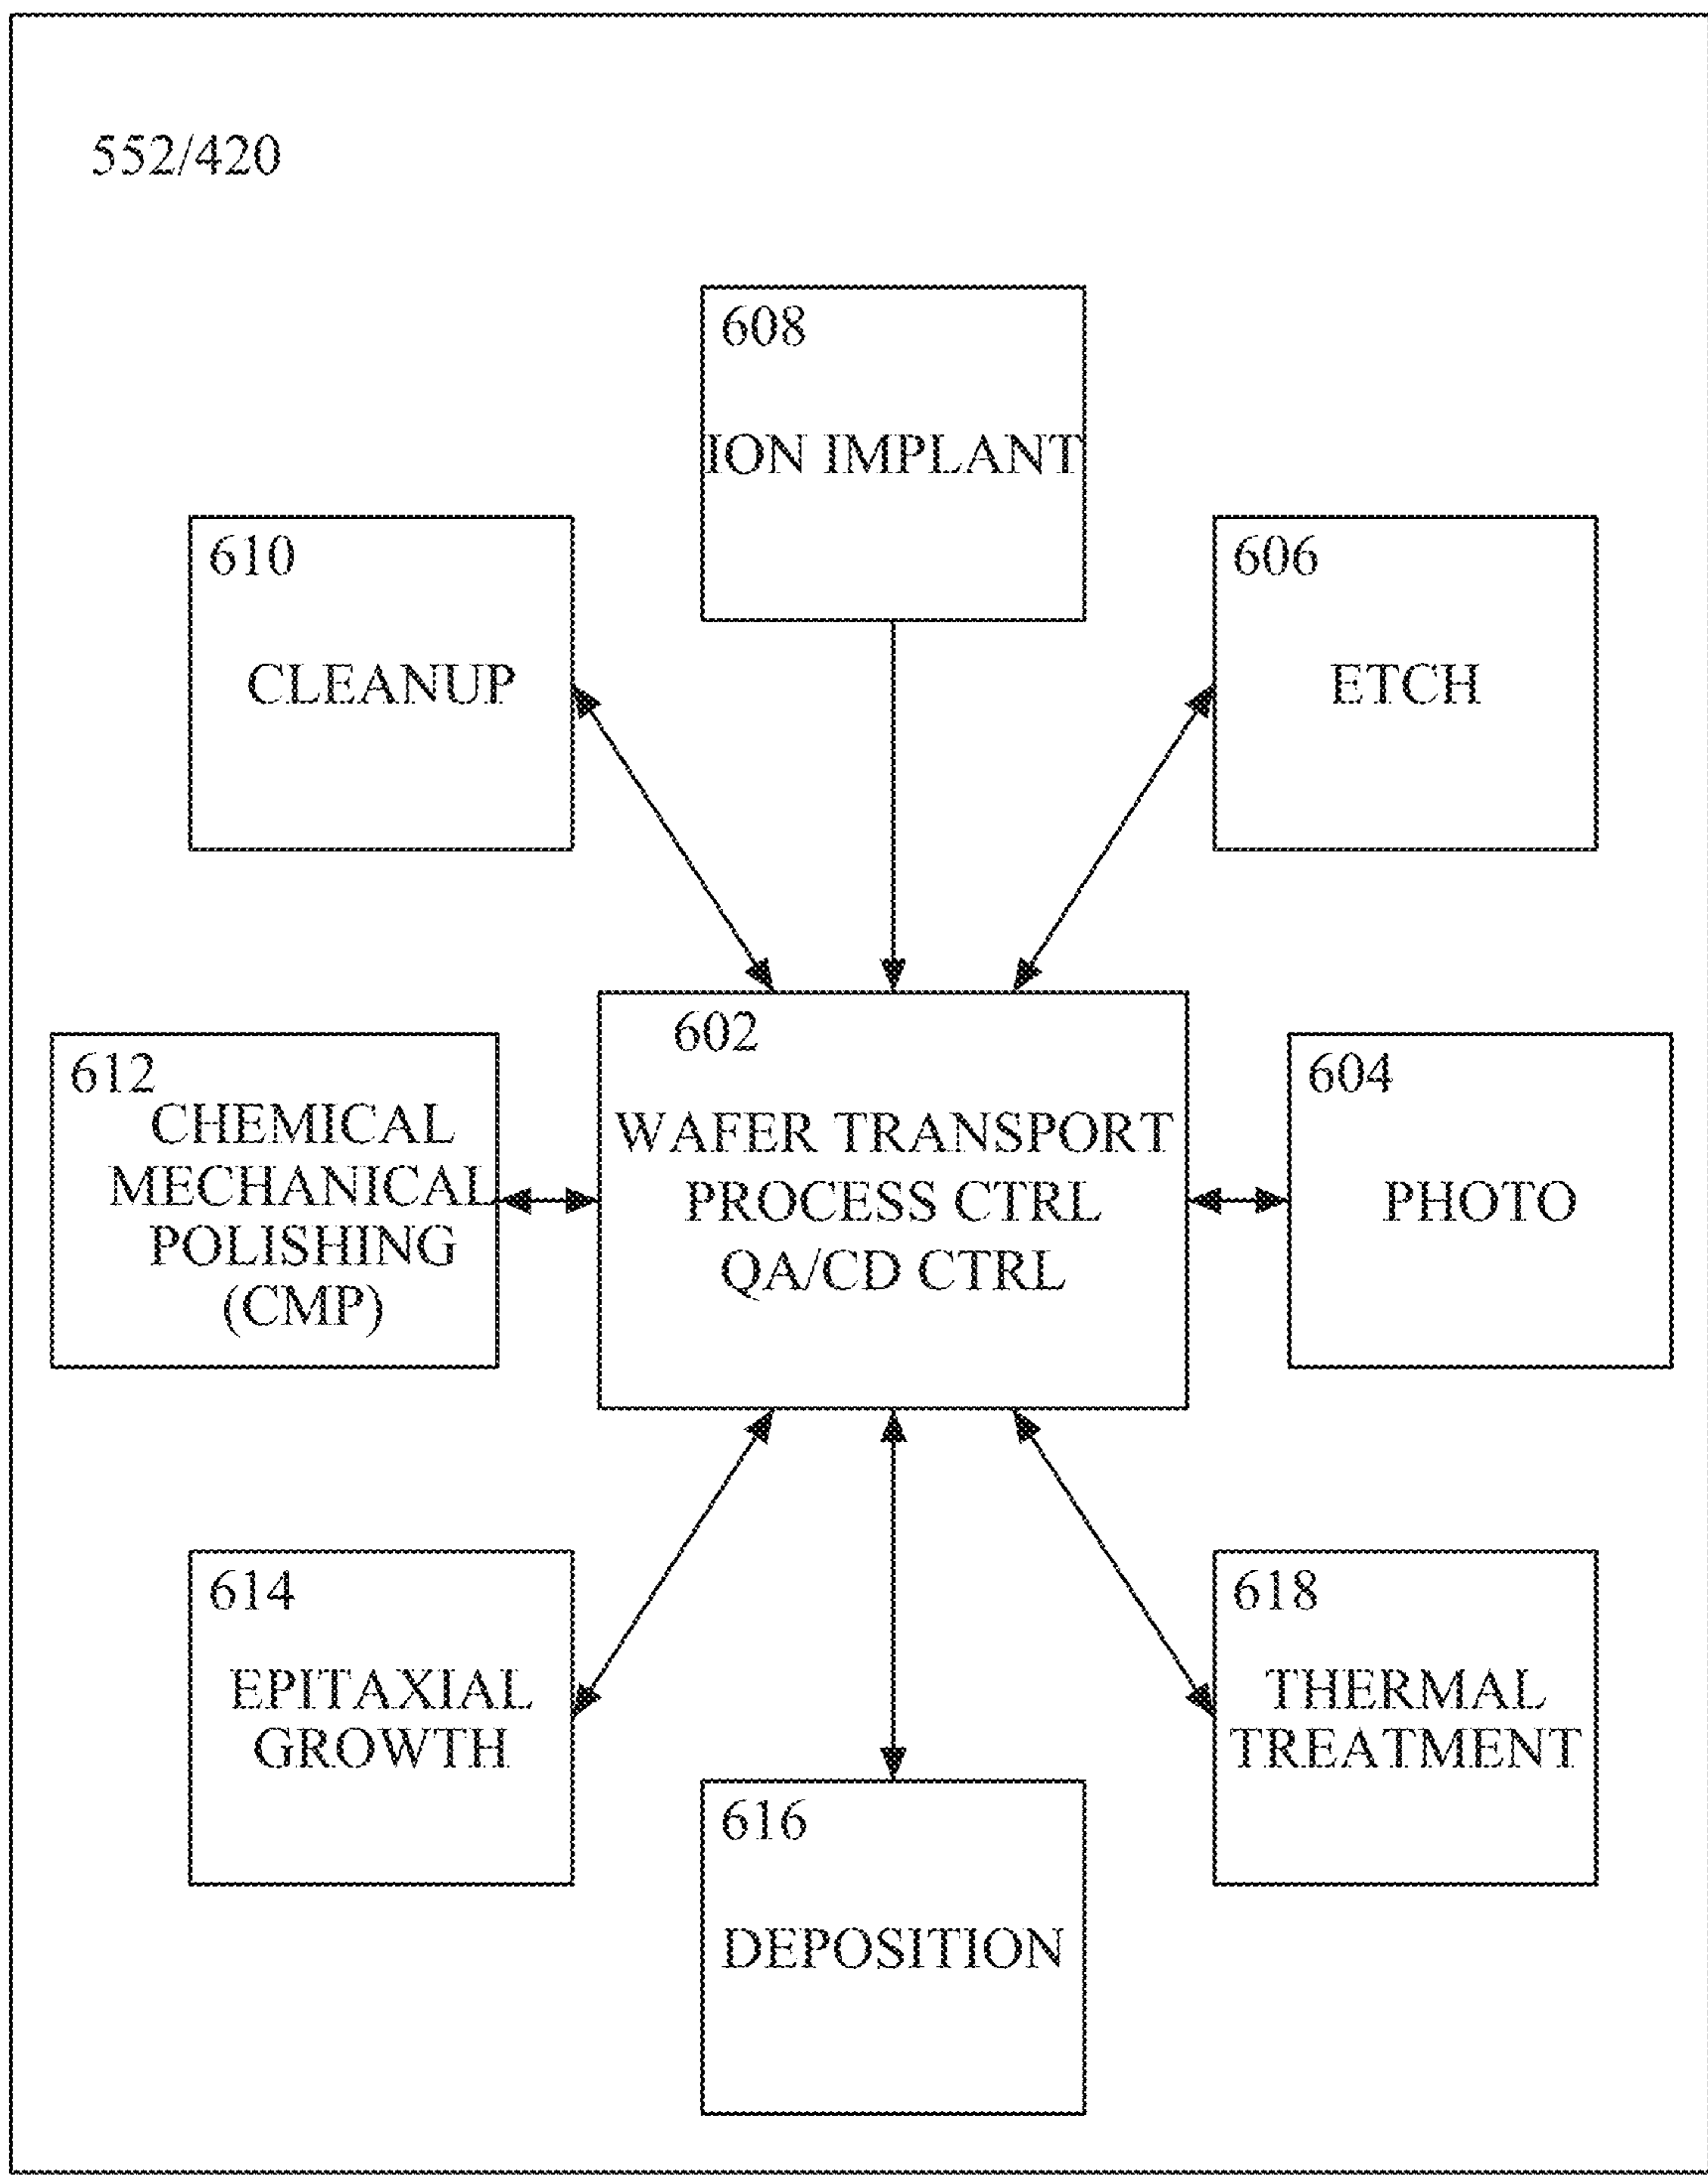 552/420
608
ION IMPLANT
610
CLEANUP
606
ETCH
612
CHEMICAL
MECHANICAL
POLISHING
(CMP)
602
WAFER TRANSPORT
PROCESS CTRL
QA/CD CTRL
604
PHOTO
614
EPITAXIAL
GROWTH
616
DEPOSITION
618
THERMAL
TREATMENT